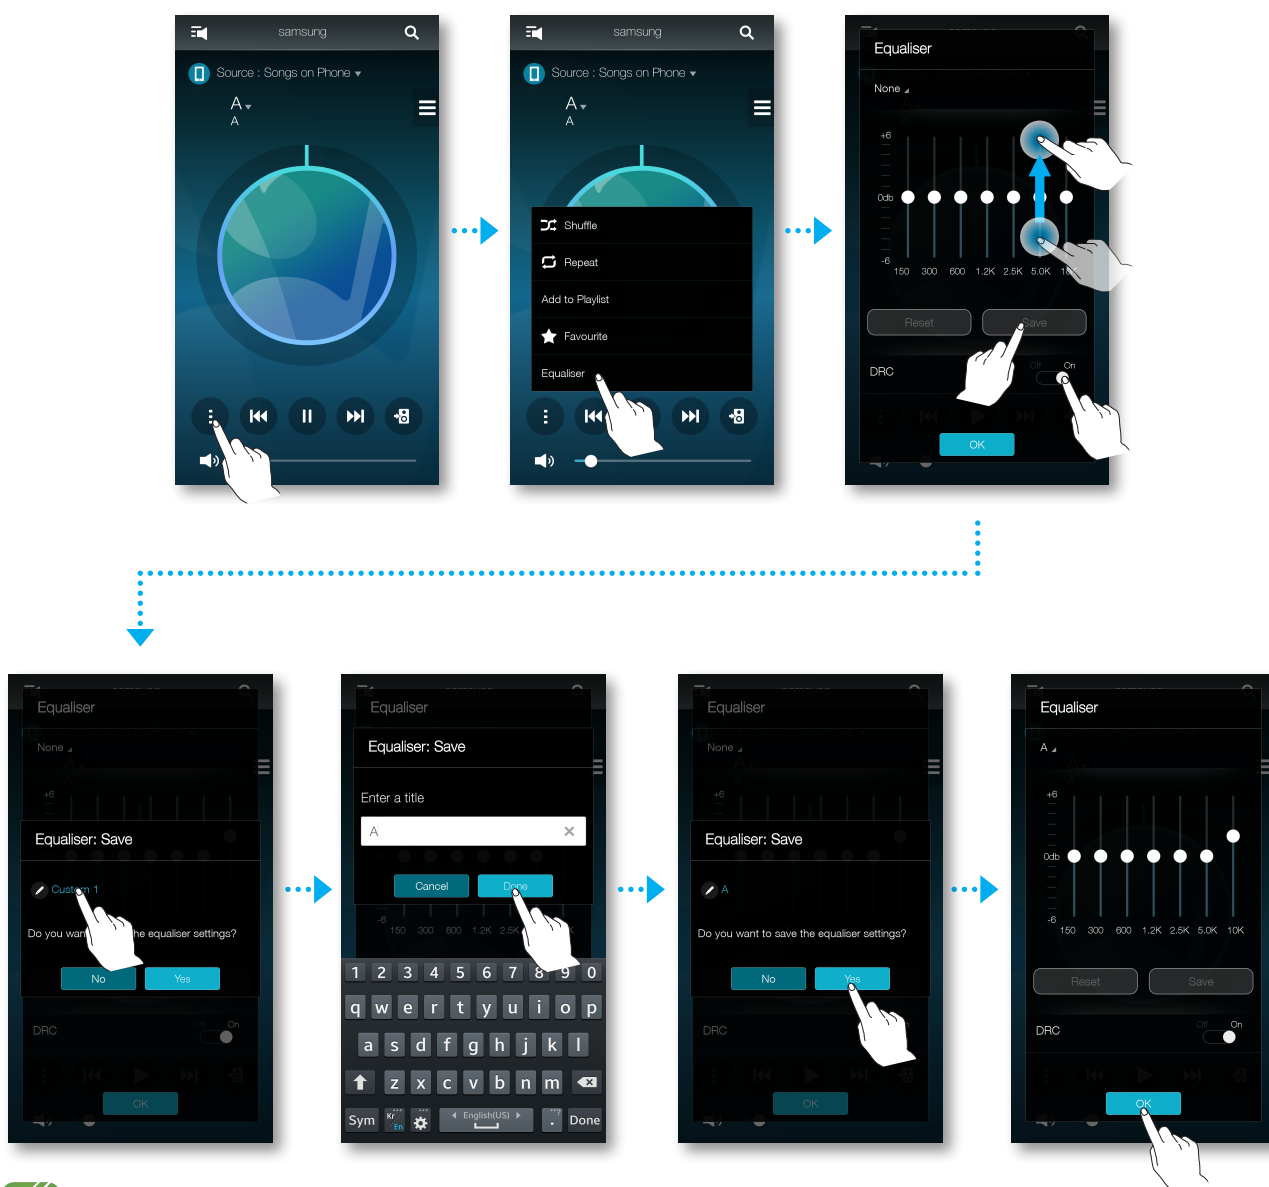 samsung
Source : Songs on Phone
A
A
samsung
Source : Songs on Phone
A
A
Shuffle
Repeat
Add to Playlist
Favourite
Equaliser
Equaliser
None
+6
0db
-6
150 300 600 1.2K 2.5K 5.0K
Reset Save
DRC Off On
OK
Equaliser
None
+6
Equaliser: Save
Custom 1
Do you want he equaliser settings?
No Yes
DRC Off On
OK
Equaliser
Equaliser: Save
Enter a title
A
Cancel Done
-6
150 300 600 1.2K 2.5K
1 2 3 4 5 6 7 8 9 0
q w e r t y u i o p
a s d f g h j k l
z x c v b n m
Sym Kr En English(US) . Done
Equaliser
None
+6
Equaliser: Save
A
Do you want to save the equaliser settings?
No Yes
DRC
OK
Equaliser
A
+6
0db
-6
150 300 600 1.2K 2.5K 5.0K 10K
Reset Save
DRC Off On
OK